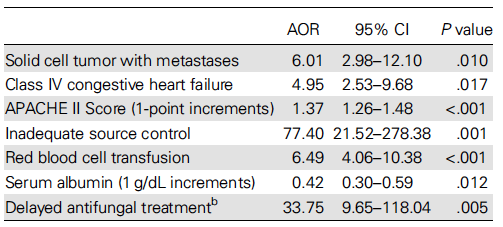 AOR 95% CI P value
Solid cell tumor with metastases 6.01 2.98–12.10 .010
Class IV congestive heart failure 4.95 2.53–9.68 .017
APACHE II Score (1-point increments) 1.37 1.26–1.48 <.001
Inadequate source control 77.40 21.52–278.38 .001
Red blood cell transfusion 6.49 4.06–10.38 <.001
Serum albumin (1 g/dL increments) 0.42 0.30–0.59 .012
Delayed antifungal treatmentb 33.75 9.65–118.04 .005